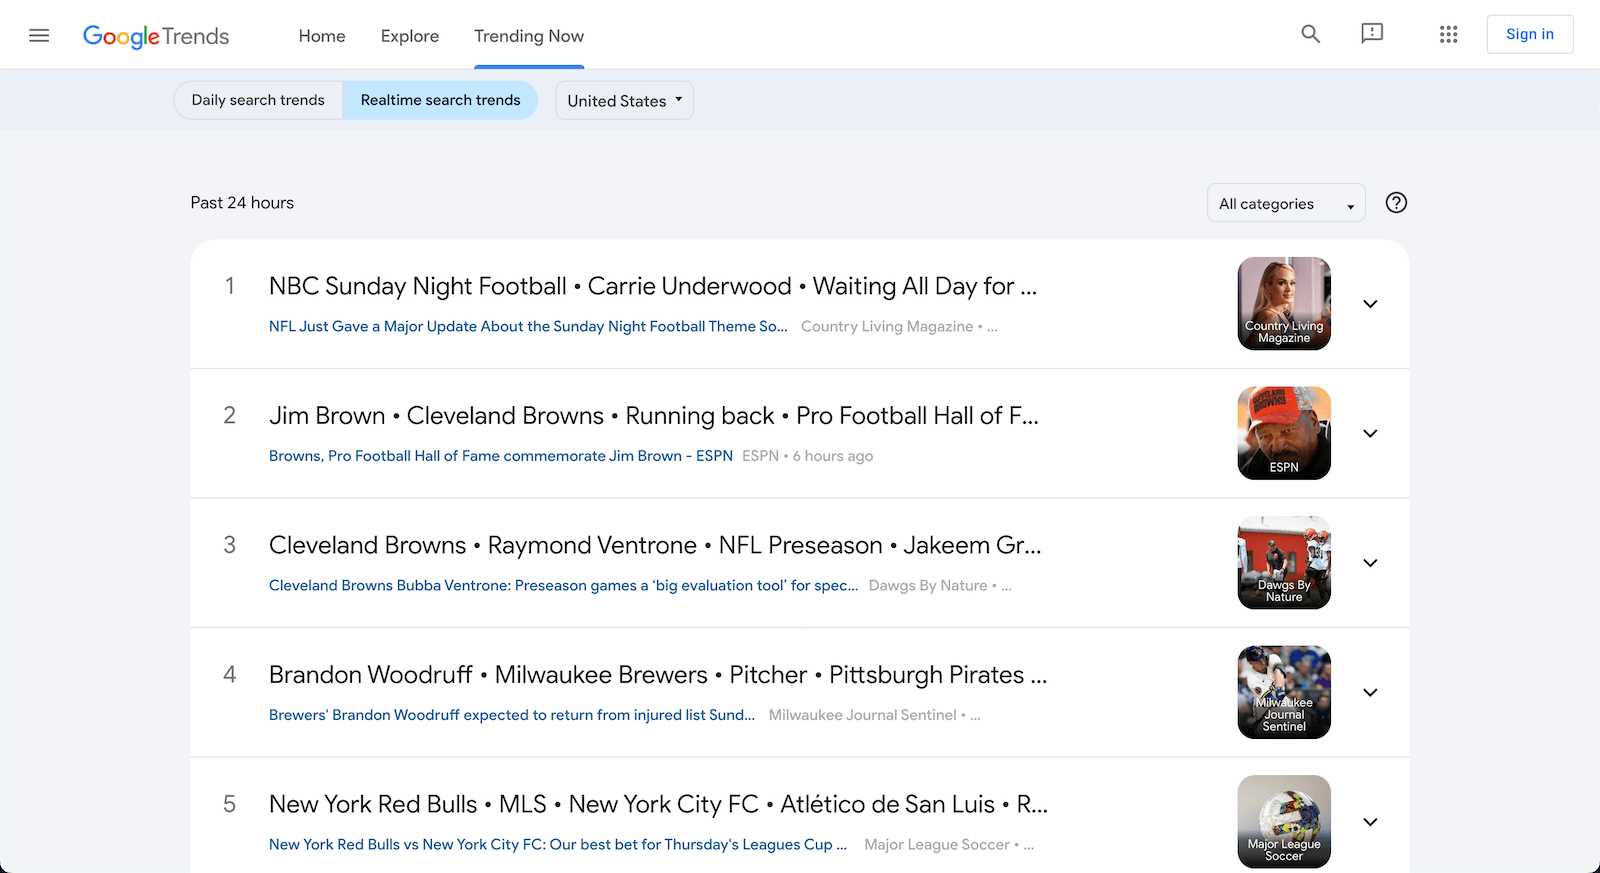 Google Trends
Home
Explore
Trending Now
Sign in
Daily search trends
Realtime search trends
United States
Past 24 hours
All categories
1
NBC Sunday Night Football • Carrie Underwood • Waiting All Day for ...
NFL Just Gave a Major Update About the Sunday Night Football Theme So... Country Living Magazine • ...
Country Living
Magazine
2
Jim Brown • Cleveland Browns • Running back • Pro Football Hall of F...
Browns, Pro Football Hall of Fame commemorate Jim Brown - ESPN ESPN • 6 hours ago
CLEVELAND
BROWNS
ESPN
3
Cleveland Browns • Raymond Ventrone • NFL Preseason • Jakeem Gr...
Cleveland Browns Bubba Ventrone: Preseason games a ‘big evaluation tool’ for spec... Dawgs By Nature • ...
Dawgs By
Nature
4
Brandon Woodruff • Milwaukee Brewers • Pitcher • Pittsburgh Pirates ...
Brewers' Brandon Woodruff expected to return from injured list Sund... Milwaukee Journal Sentinel • ...
Milwaukee
Journal
Sentinel
5
New York Red Bulls • MLS • New York City FC • Atlético de San Luis • R...
New York Red Bulls vs New York City FC: Our best bet for Thursday's Leagues Cup ... Major League Soccer • ...
Major League
Soccer